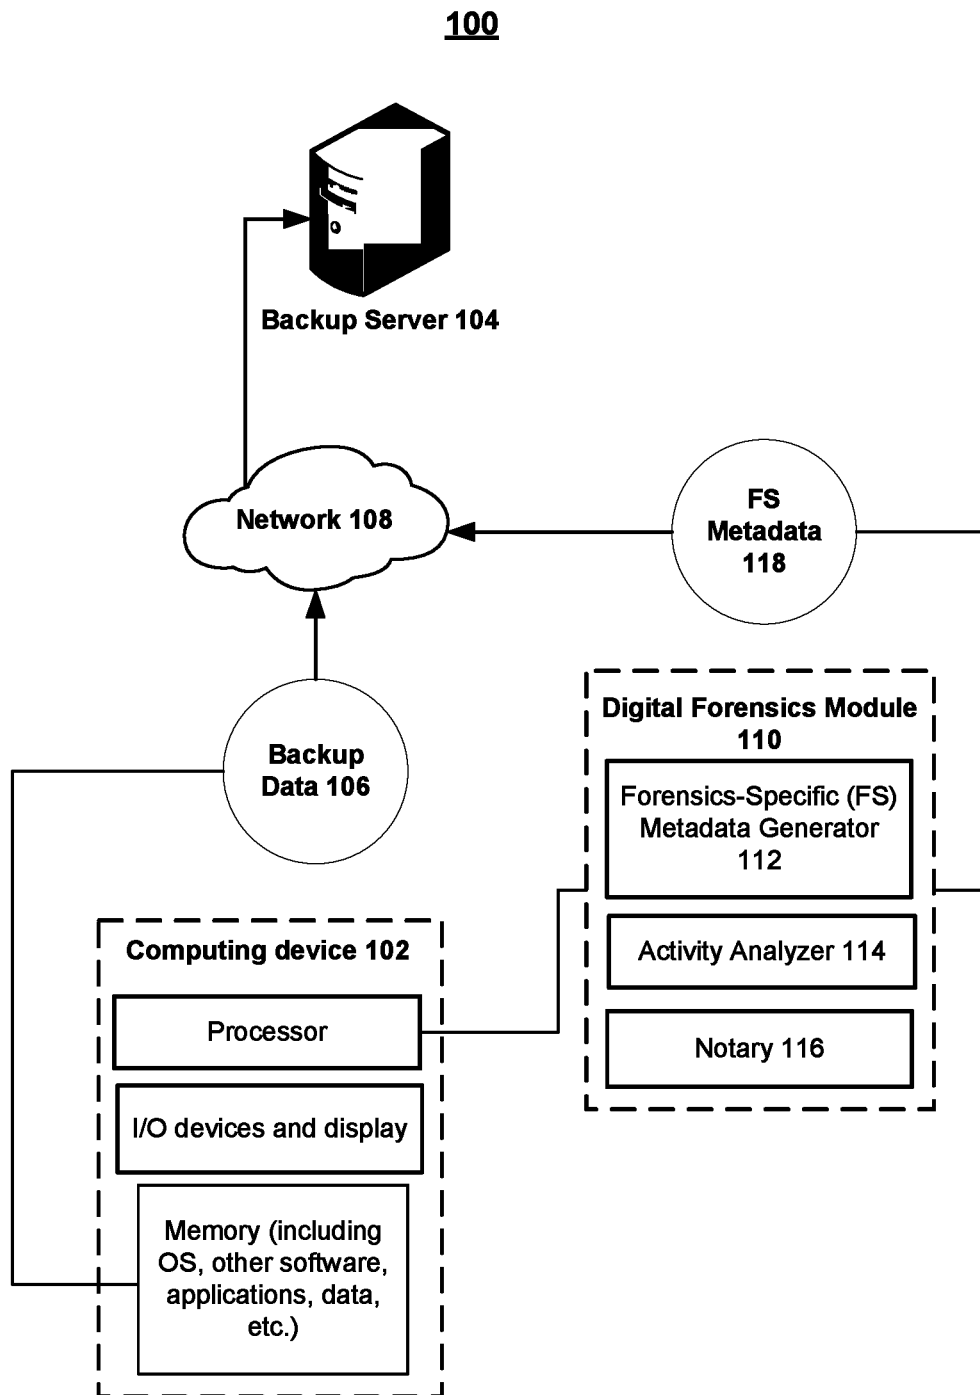 100
Backup Server 104
Network 108
FS
Metadata
118
Backup
Data 106
Digital Forensics Module
110
Forensics-Specific (FS)
Metadata Generator
112
Activity Analyzer 114
Notary 116
Computing device 102
Processor
I/O devices and display
Memory (including
OS, other software,
applications, data,
etc.)